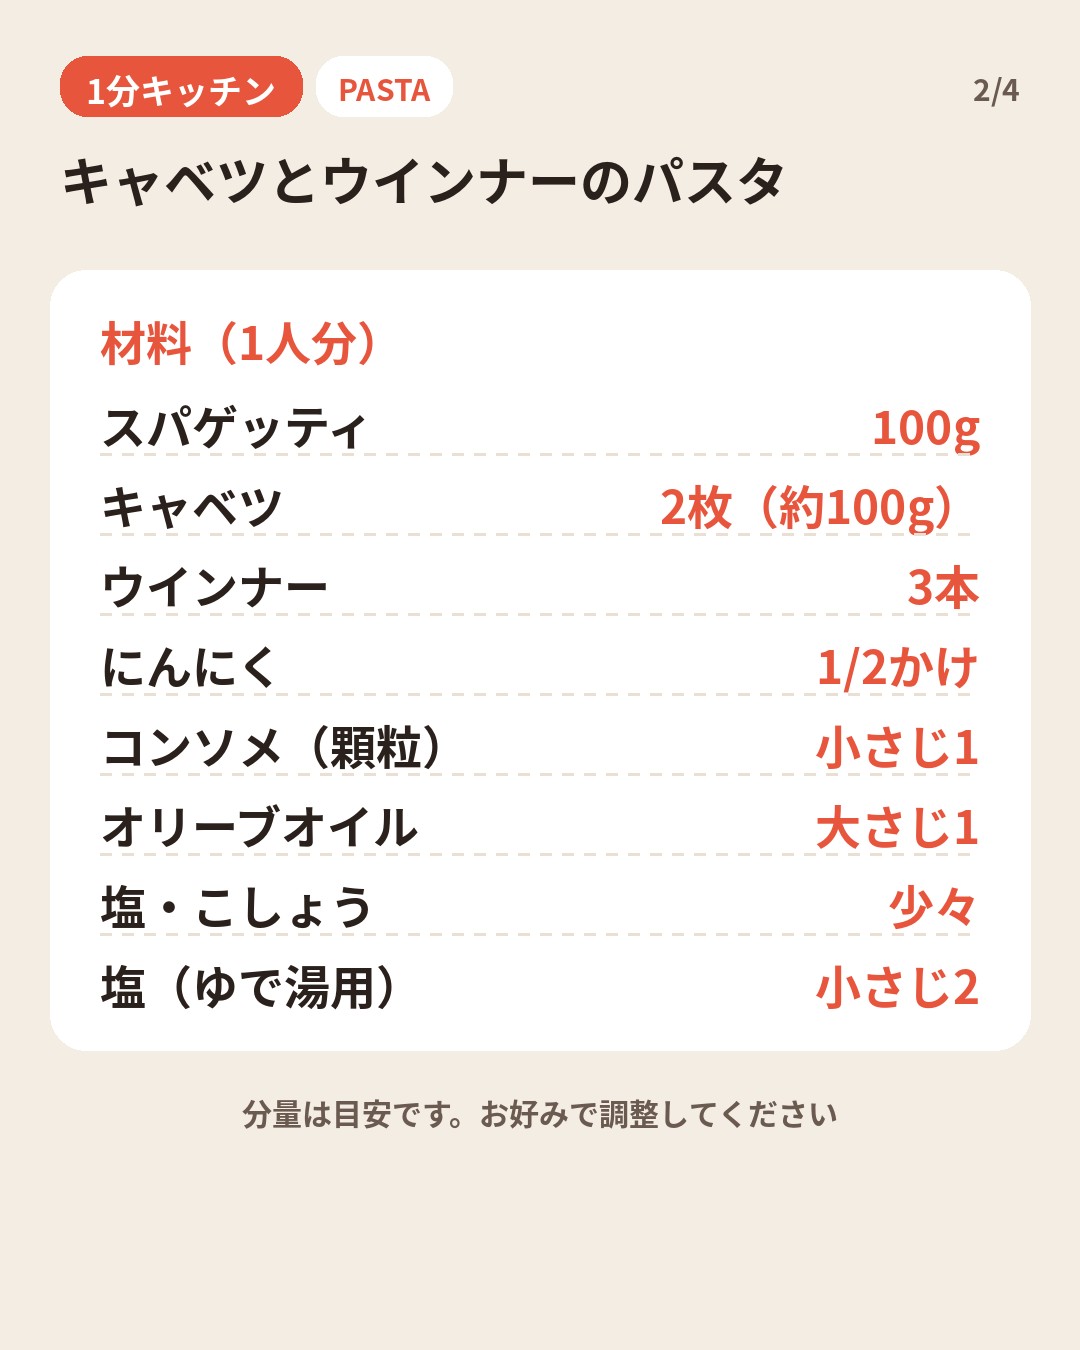 1分キッチン PASTA 2/4
キャベツとウインナーのパスタ
材料（1人分）
スパゲッティ 100g
キャベツ 2枚（約100g）
ウインナー 3本
にんにく 1/2かけ
コンソメ（顆粒） 小さじ1
オリーブオイル 大さじ1
塩・こしょう 少々
塩（ゆで湯用） 小さじ2
分量は目安です。お好みで調整してください